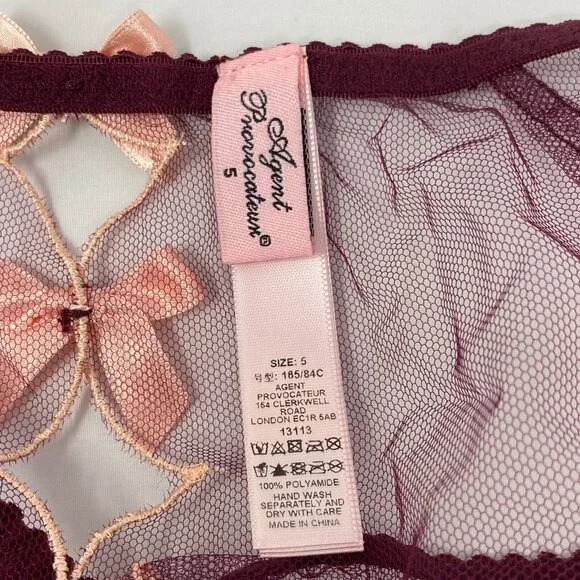 Agent
Provocateur®
5
SIZE: 5
号型: 165/84C
AGENT
PROVOCATEUR
154 CLERKWELL
ROAD
LONDON EC1R 5AB
13113
100% POLYAMIDE
HAND WASH
SEPARATELY AND
DRY WITH CARE
MADE IN CHINA